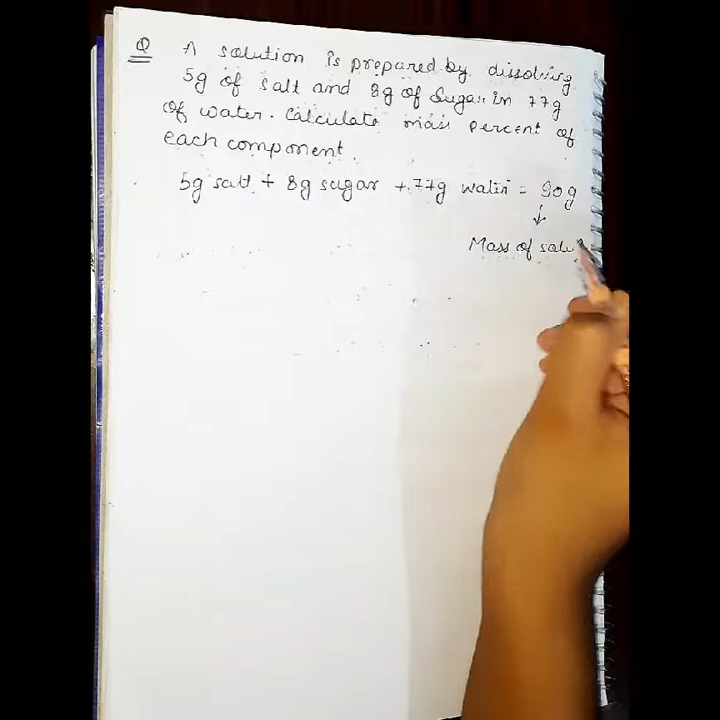 Q A solution is prepared by dissolving
5g of salt and 8g of sugar in 77g
of water. Calculate mass percent of
each component.
5g salt + 8g sugar + 77g water = 90g
↓
Mass of solu